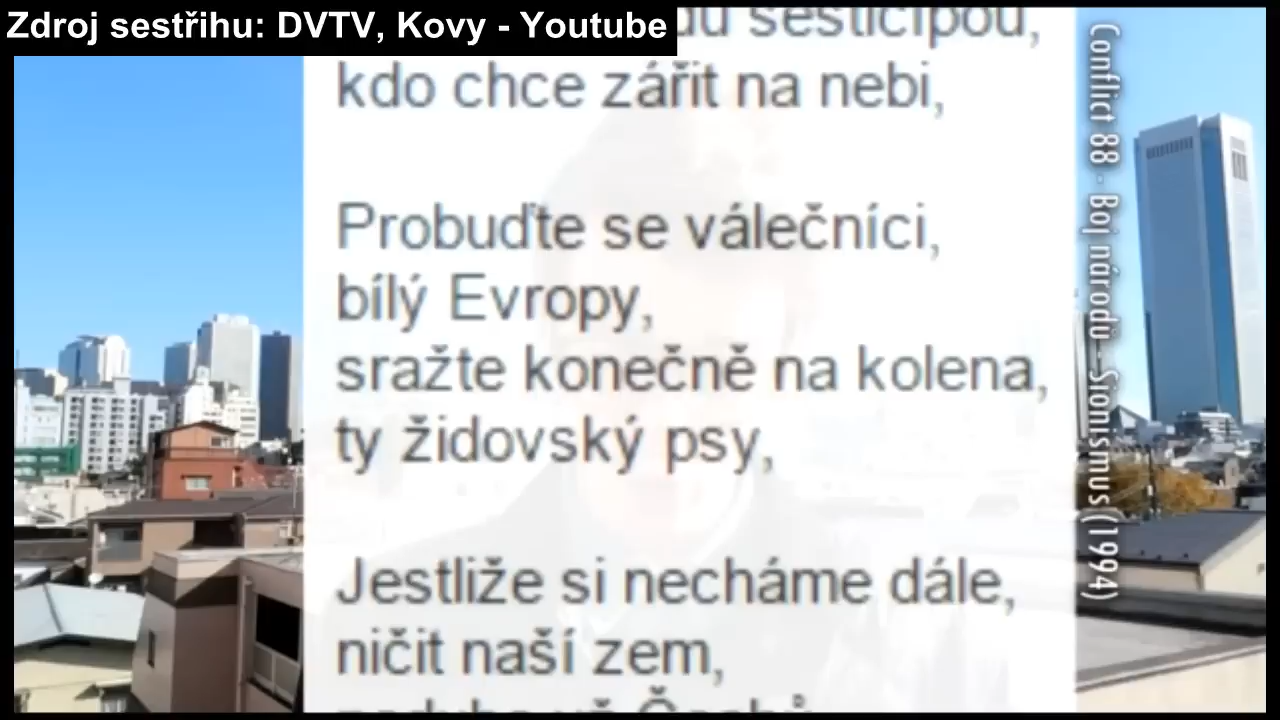 Zdroj sestřihu: DVTV, Kovy - Youtube
šesticípou,
kdo chce zářit na nebi,
Probuďte se válečníci,
bílý Evropy,
sražte konečně na kolena,
ty židovský psy,
Jestliže si necháme dále,
ničit naší zem,
Conflict 88 - Boj národů - Sionismus(1994)